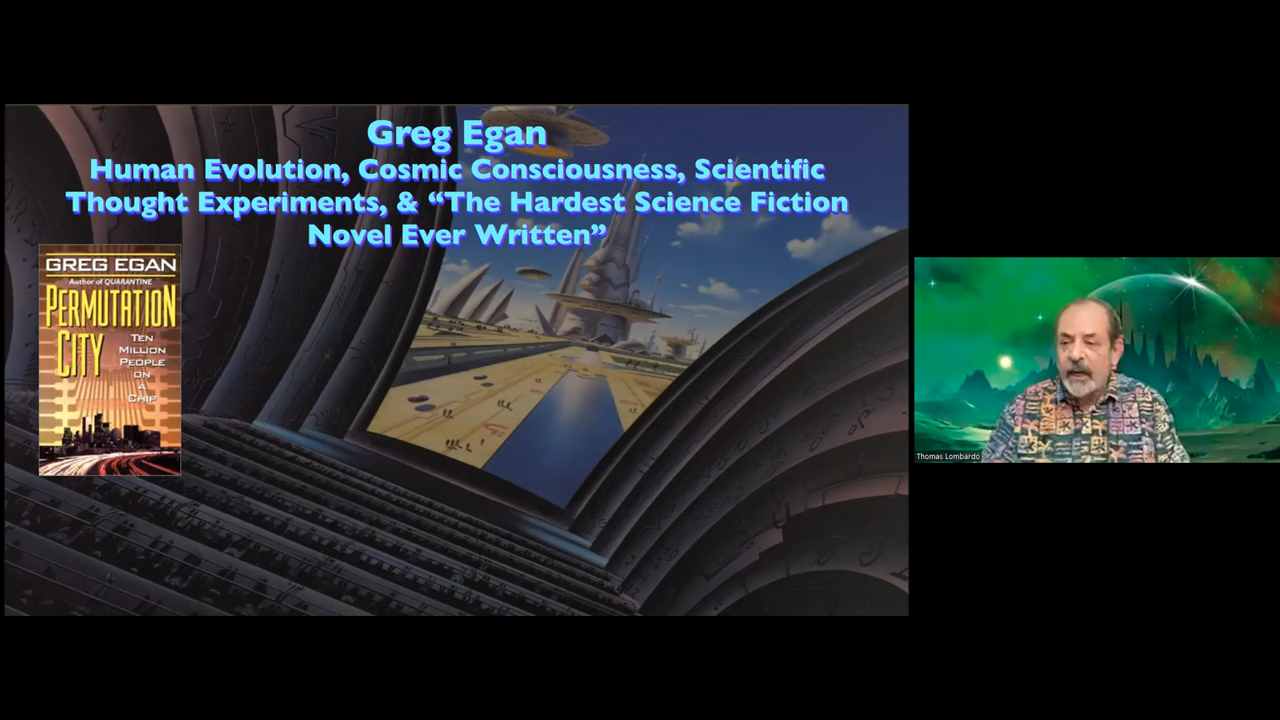 Greg Egan
Human Evolution, Cosmic Consciousness, Scientific
Thought Experiments, & “The Hardest Science Fiction
Novel Ever Written”
GREG EGAN
Author of QUARANTINE
PERMUTATION
CITY
TEN
MILLION
PEOPLE
ON
A
CHIP
Thomas Lombardo